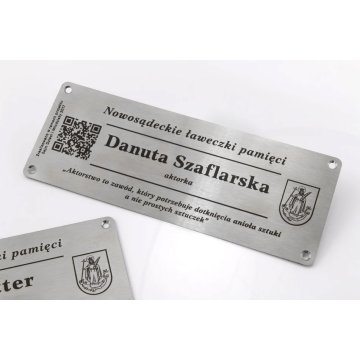 Nowosądeckie ławeczki pamięci
Danuta Szaflarska
aktorka
„Aktorstwo to zawód, który potrzebuje dotknięcia anioła sztuki
a nie prostych sztuczek"
pamięci
tter